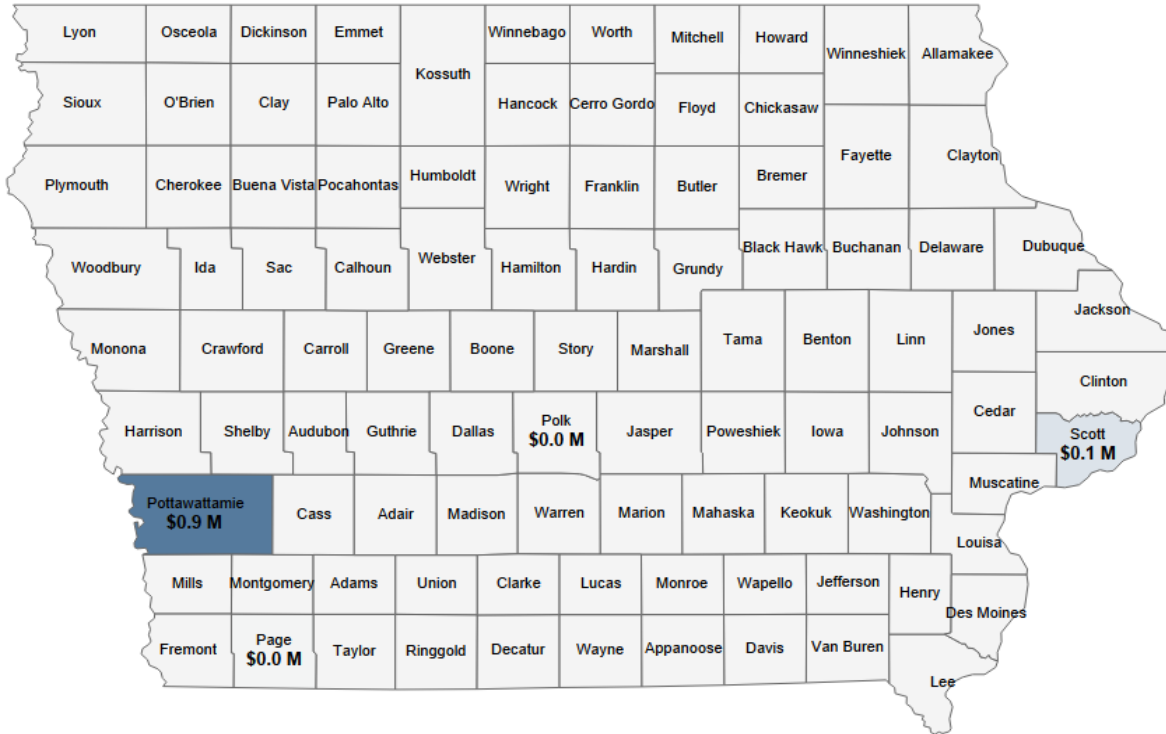 Lyon
Osceola
Dickinson
Emmet
Kossuth
Winnebago
Worth
Mitchell
Howard
Winneshiek
Allamakee
Sioux
O'Brien
Clay
Palo Alto
Hancock
Cerro Gordo
Floyd
Chickasaw
Fayette
Clayton
Plymouth
Cherokee
Buena Vista
Pocahontas
Humboldt
Wright
Franklin
Butler
Bremer
Woodbury
Ida
Sac
Calhoun
Webster
Hamilton
Hardin
Grundy
Black Hawk
Buchanan
Delaware
Dubuque
Monona
Crawford
Carroll
Greene
Boone
Story
Marshall
Tama
Benton
Linn
Jones
Jackson
Clinton
Harrison
Shelby
Audubon
Guthrie
Dallas
Polk
$0.0 M
Jasper
Poweshiek
Iowa
Johnson
Cedar
Scott
$0.1 M
Muscatine
Pottawattamie
$0.9 M
Cass
Adair
Madison
Warren
Marion
Mahaska
Keokuk
Washington
Louisa
Mills
Montgomery
Adams
Union
Clarke
Lucas
Monroe
Wapello
Jefferson
Henry
Des Moines
Fremont
Page
$0.0 M
Taylor
Ringgold
Decatur
Wayne
Appanoose
Davis
Van Buren
Lee